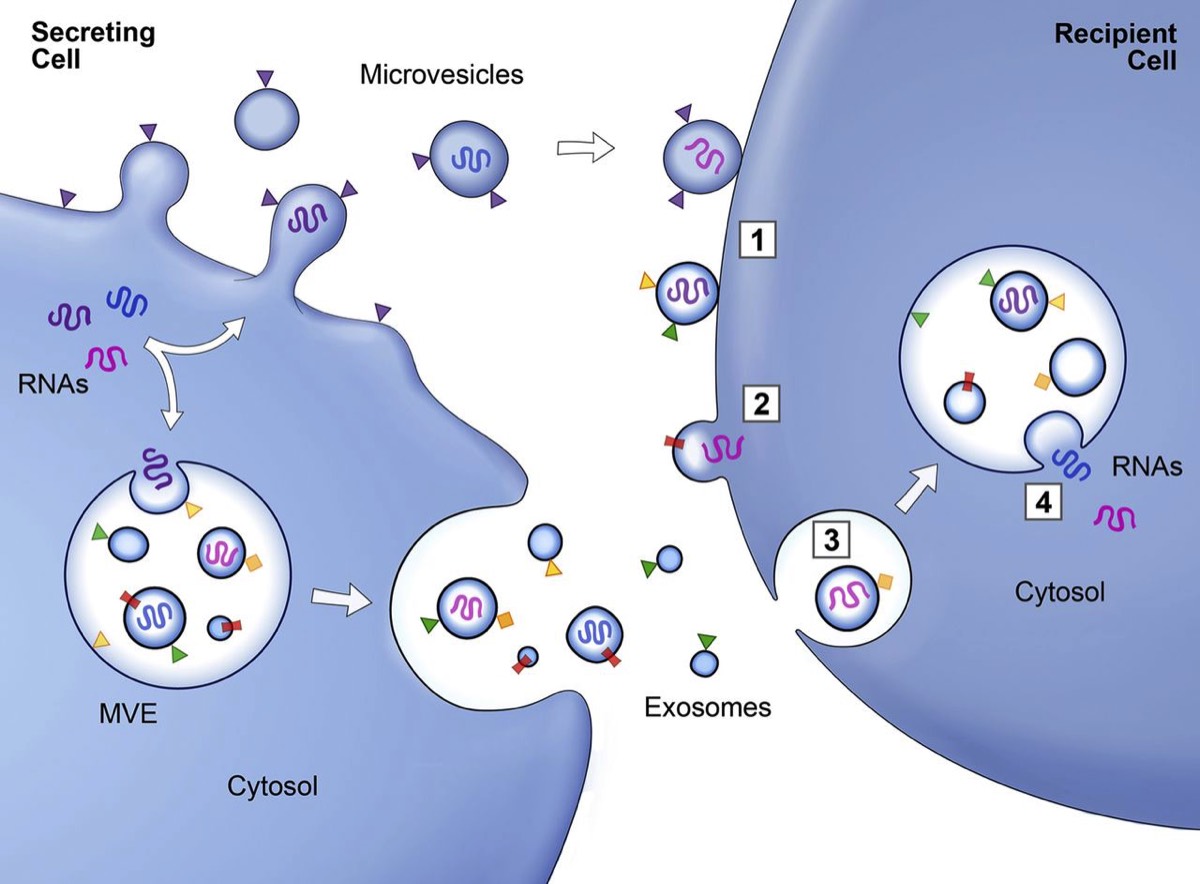 Secreting
Cell
Microvesicles
Recipient
Cell
1
RNAs
2
RNAs
4
3
Cytosol
MVE
Exosomes
Cytosol